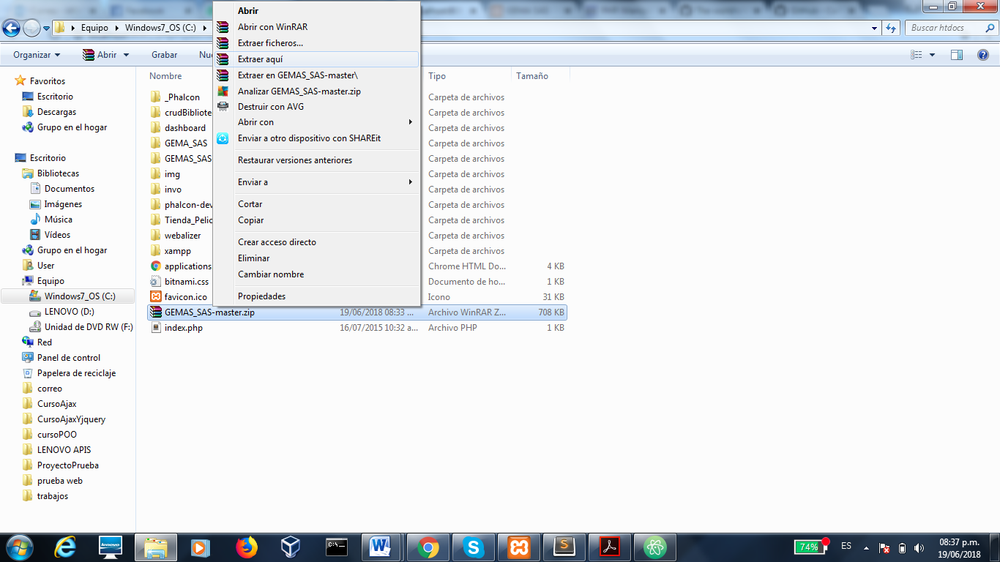 Equipo
Windows7_OS (C:)
Buscar htdocs
Organizar
Abrir
Grabar
Favoritos
Escritorio
Descargas
Grupo en el hogar
Escritorio
Bibliotecas
Documentos
Imágenes
Música
Vídeos
Grupo en el hogar
User
Equipo
Windows7_OS (C:)
LENOVO (D:)
Unidad de DVD RW (F:)
Red
Panel de control
Papelera de reciclaje
correo
CursoAjax
CursoAjaxYjquery
cursoPOO
LENOVO APIS
ProyectoPrueba
prueba web
trabajos
Abrir
Abrir con WinRAR
Extraer ficheros...
Extraer aquí
Extraer en GEMAS_SAS-master\
Analizar GEMAS_SAS-master.zip
Destruir con AVG
Abrir con
Enviar a otro dispositivo con SHAREit
Restaurar versiones anteriores
Enviar a
Cortar
Copiar
Crear acceso directo
Eliminar
Cambiar nombre
Propiedades
Nombre Tipo Tamaño
_Phalcon Carpeta de archivos
crudBibliote Carpeta de archivos
dashboard Carpeta de archivos
GEMA_SAS Carpeta de archivos
GEMAS_SAS Carpeta de archivos
img Carpeta de archivos
invo Carpeta de archivos
phalcon-dev Carpeta de archivos
Tienda_Pelic Carpeta de archivos
webalizer Carpeta de archivos
xampp Carpeta de archivos
applications Chrome HTML Do... 4 KB
bitnami.css Documento de ho... 1 KB
favicon.ico Icono 31 KB
GEMAS_SAS-master.zip 19/06/2018 08:33 ... Archivo WinRAR Z... 708 KB
index.php 16/07/2015 10:32 a... Archivo PHP 1 KB
lenovo
74%
ES
08:37 p.m.
19/06/2018